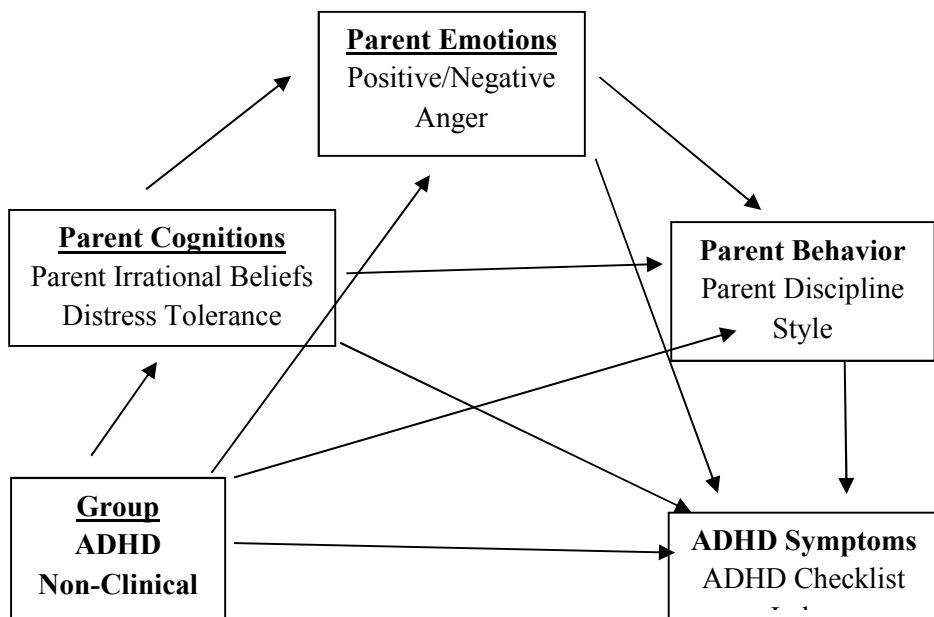 Parent Emotions
Positive/Negative
Anger
Parent Cognitions
Parent Irrational Beliefs
Distress Tolerance
Parent Behavior
Parent Discipline
Style
Group
ADHD
Non-Clinical
ADHD Symptoms
ADHD Checklist